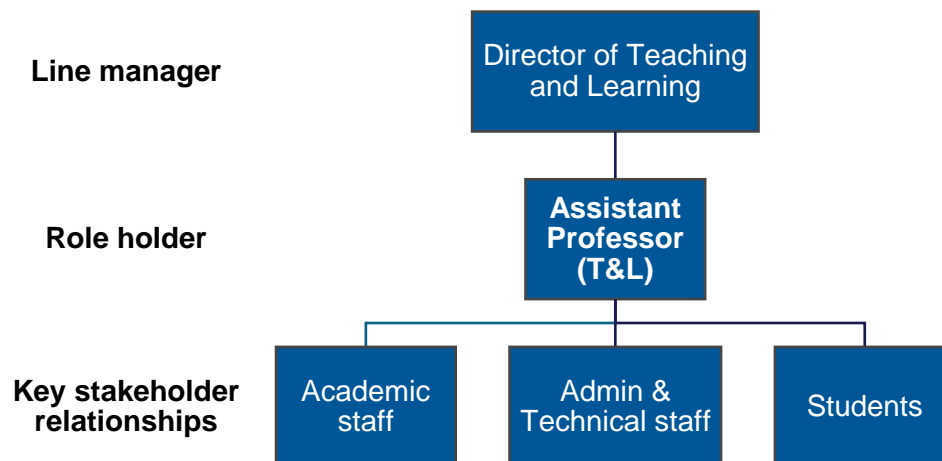 Line manager
Director of Teaching
and Learning
Role holder
Assistant
Professor
(T&L)
Key stakeholder
relationships
Academic
staff
Admin &
Technical staff
Students